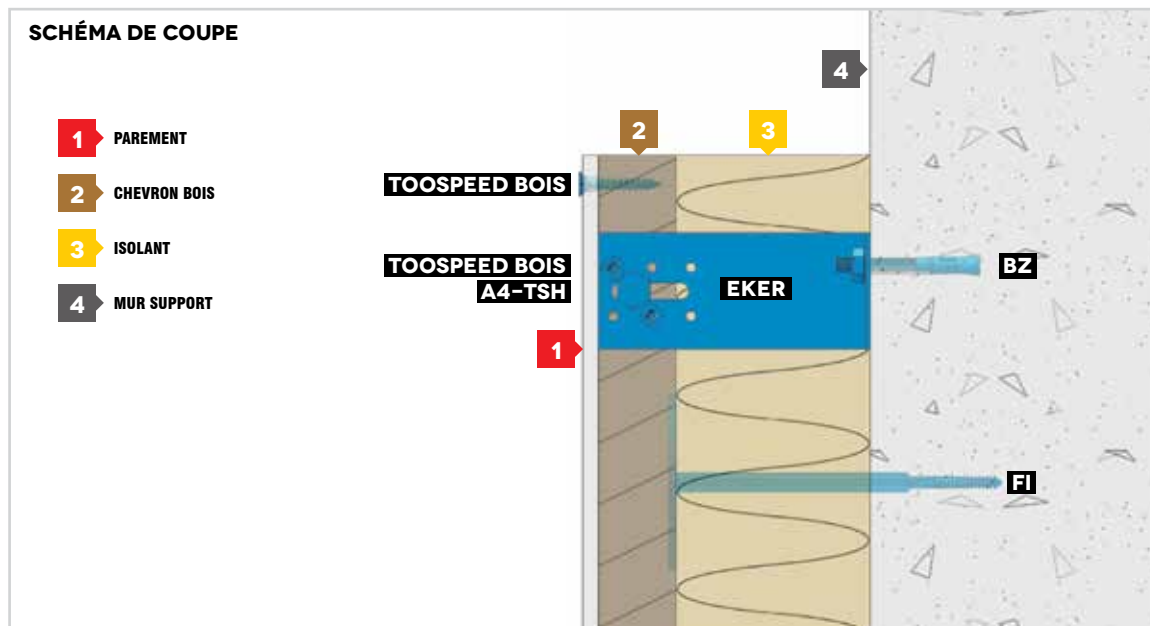 SCHÉMA DE COUPE
4
1 PAREMENT
2 CHEVRON BOIS
3 ISOLANT
4 MUR SUPPORT
2
3
TOOSPEED BOIS
TOOSPEED BOIS
A4-TSH
EKER
BZ
1
FI